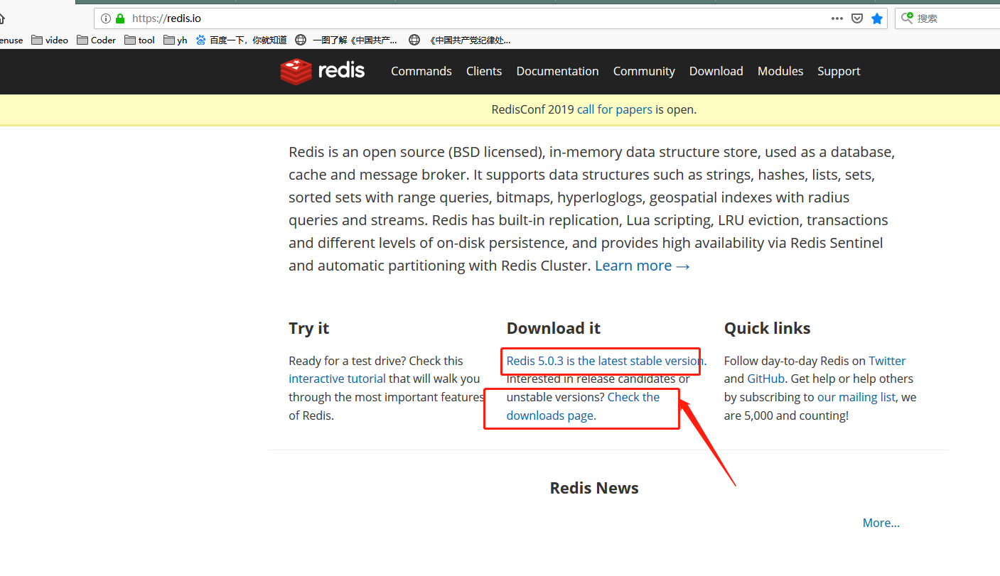 https://redis.io
搜索
enuse video Coder tool yh 百度一下，你就知道 一图了解《中国共产... 《中国共产党纪律处...
redis Commands Clients Documentation Community Download Modules Support
RedisConf 2019 call for papers is open.
Redis is an open source (BSD licensed), in-memory data structure store, used as a database,
cache and message broker. It supports data structures such as strings, hashes, lists, sets,
sorted sets with range queries, bitmaps, hyperloglogs, geospatial indexes with radius
queries and streams. Redis has built-in replication, Lua scripting, LRU eviction, transactions
and different levels of on-disk persistence, and provides high availability via Redis Sentinel
and automatic partitioning with Redis Cluster. Learn more →
Try it
Ready for a test drive? Check this
interactive tutorial that will walk you
through the most important features
of Redis.
Download it
Redis 5.0.3 is the latest stable version.
Interested in release candidates or
unstable versions? Check the
downloads page.
Quick links
Follow day-to-day Redis on Twitter
and GitHub. Get help or help others
by subscribing to our mailing list, we
are 5,000 and counting!
Redis News
More...